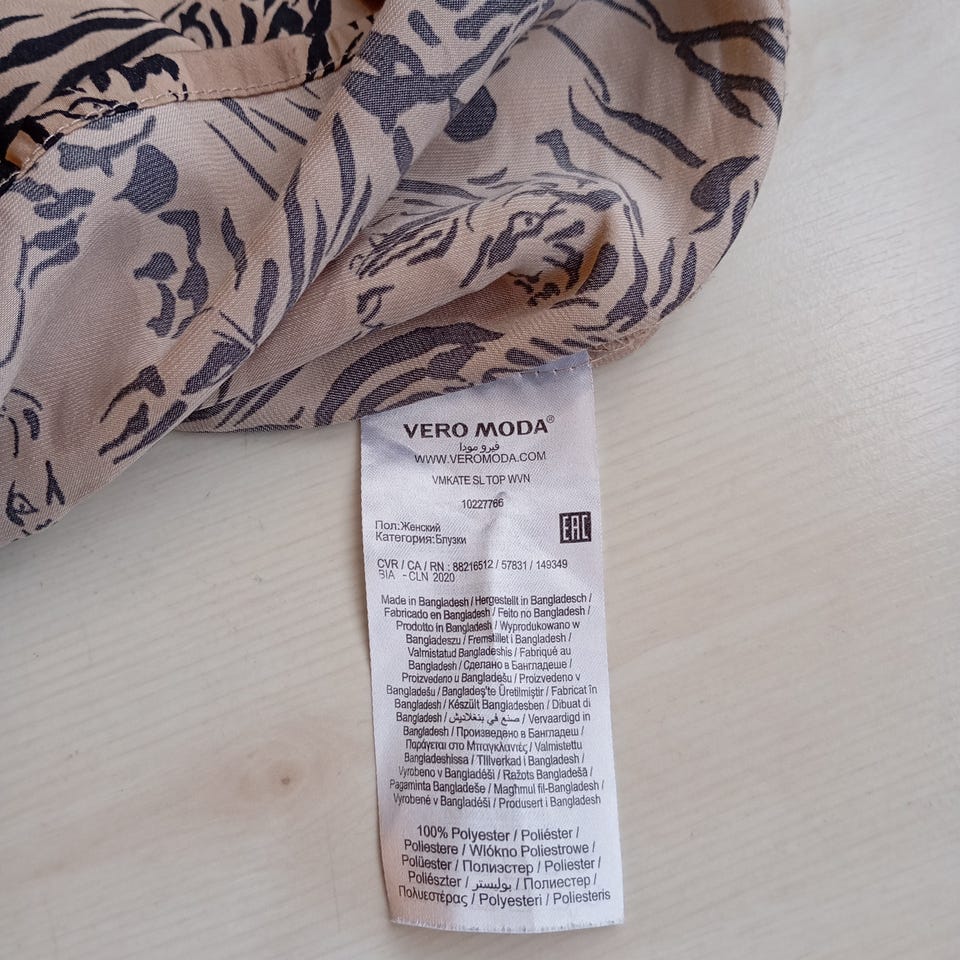 VERO MODA®
فيرو مودا
WWW.VEROMODA.COM
VMKATE SL TOP WVN
10227766
Пол:Женский
Категория:Блузки
EAC
CVR / CA / RN : 88216512 / 57831 / 149349
BIA - CLN 2020
Made in Bangladesh / Hergestellt in Bangladesch /
Fabricado en Bangladesh / Feito no Bangladesh /
Prodotto in Bangladesh / Wyprodukowano w
Bangladeszu / Fremstillet i Bangladesh /
Valmistatud Bangladeshis / Fabriqué au
Bangladesh / Сделано в Бангладеше /
Proizvedeno u Bangladešu / Proizvedeno v
Bangladešu / Bangladeş'te Üretilmiştir / Fabricat în
Bangladesh / Készült Bangladesben / Dibuat di
Bangladesh / صنع في بنغلاديش / Vervaardigd in
Bangladesh / Произведено в Бангладеш /
Παράγεται στο Μπαγκλαντές / Valmistettu
Bangladeshissa / Tillverkad i Bangladesh /
Vyrobeno v Bangladéši / Ražots Bangladešā /
Pagaminta Bangladeše / Magħmul fil-Bangladesh /
Vyrobené v Bangladéši / Produsert i Bangladesh
100% Polyester / Poliéster /
Poliestere / Włókno Poliestrowe /
Polüester / Полиэстер / Poliester /
Poliészter / بوليستر / Полиестер /
Πολυεστέρας / Polyesteri / Poliesteris